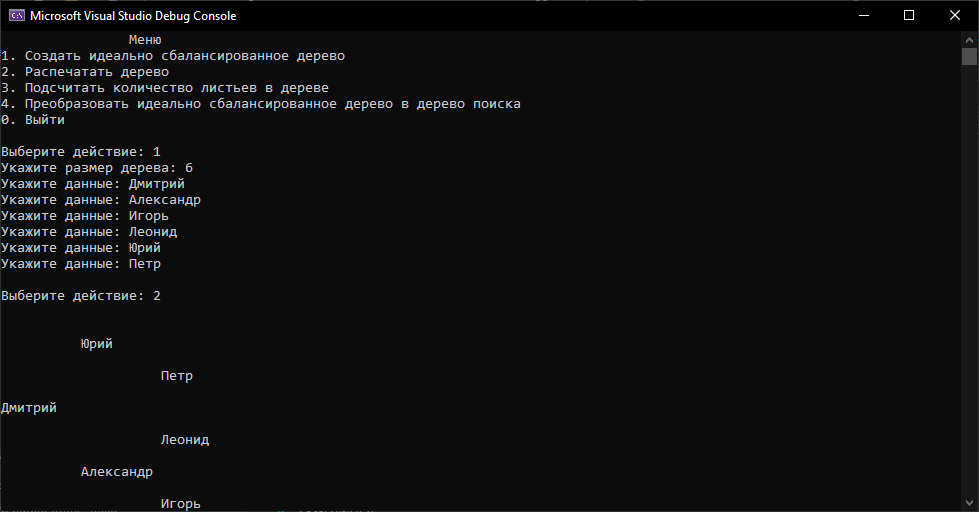 Microsoft Visual Studio Debug Console
Меню
1. Создать идеально сбалансированное дерево
2. Распечатать дерево
3. Подсчитать количество листьев в дереве
4. Преобразовать идеально сбалансированное дерево в дерево поиска
0. Выйти
Выберите действие: 1
Укажите размер дерева: 6
Укажите данные: Дмитрий
Укажите данные: Александр
Укажите данные: Игорь
Укажите данные: Леонид
Укажите данные: Юрий
Укажите данные: Петр
Выберите действие: 2
Юрий
Петр
Дмитрий
Леонид
Александр
Игорь